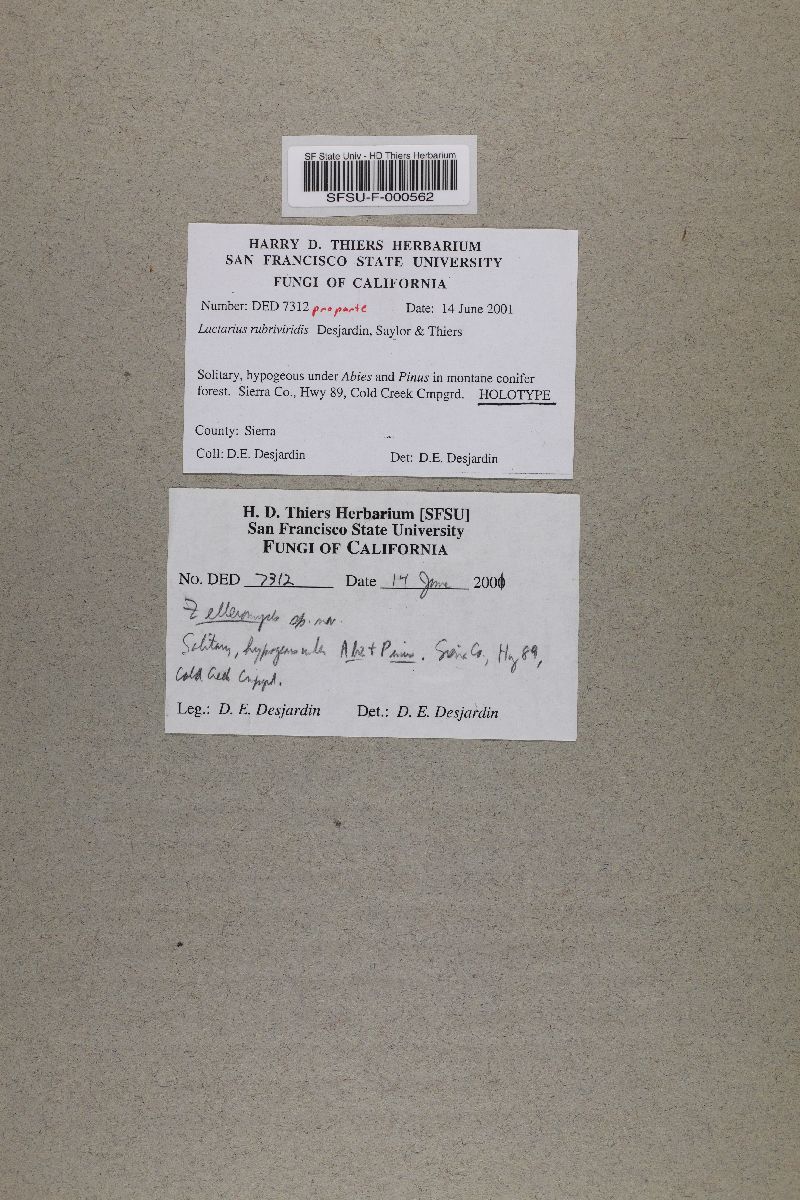 SF State Univ - HD Thiers Herbarium
SFSU-F-000562
HARRY D. THIERS HERBARIUM
SAN FRANCISCO STATE UNIVERSITY
FUNGI OF CALIFORNIA
Number: DED 7312 pro parte Date: 14 June 2001
Lactarius rubriviridis Desjardin, Saylor & Thiers
Solitary, hypogeous under Abies and Pinus in montane conifer
forest. Sierra Co., Hwy 89, Cold Creek Cmpgrd. HOLOTYPE
County: Sierra
Coll: D.E. Desjardin Det: D.E. Desjardin
H. D. Thiers Herbarium [SFSU]
San Francisco State University
FUNGI OF CALIFORNIA
No. DED 7312 Date 14 June 2001
Zelleromyces sp. nov.
Solitary, hypogeous under Abies + Pinus. Sierra Co., Hwy 89,
Cold Creek Cmpgd.
Leg.: D. E. Desjardin Det.: D. E. Desjardin